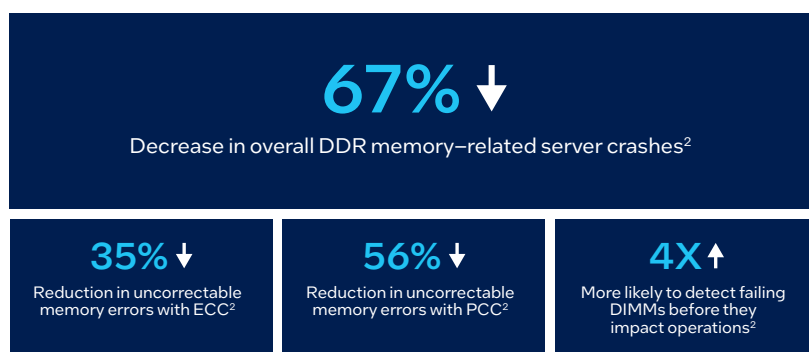 67%
Decrease in overall DDR memory–related server crashes²
35%
Reduction in uncorrectable
memory errors with ECC²
56%
Reduction in uncorrectable
memory errors with PCC²
4X
More likely to detect failing
DIMMs before they
impact operations²